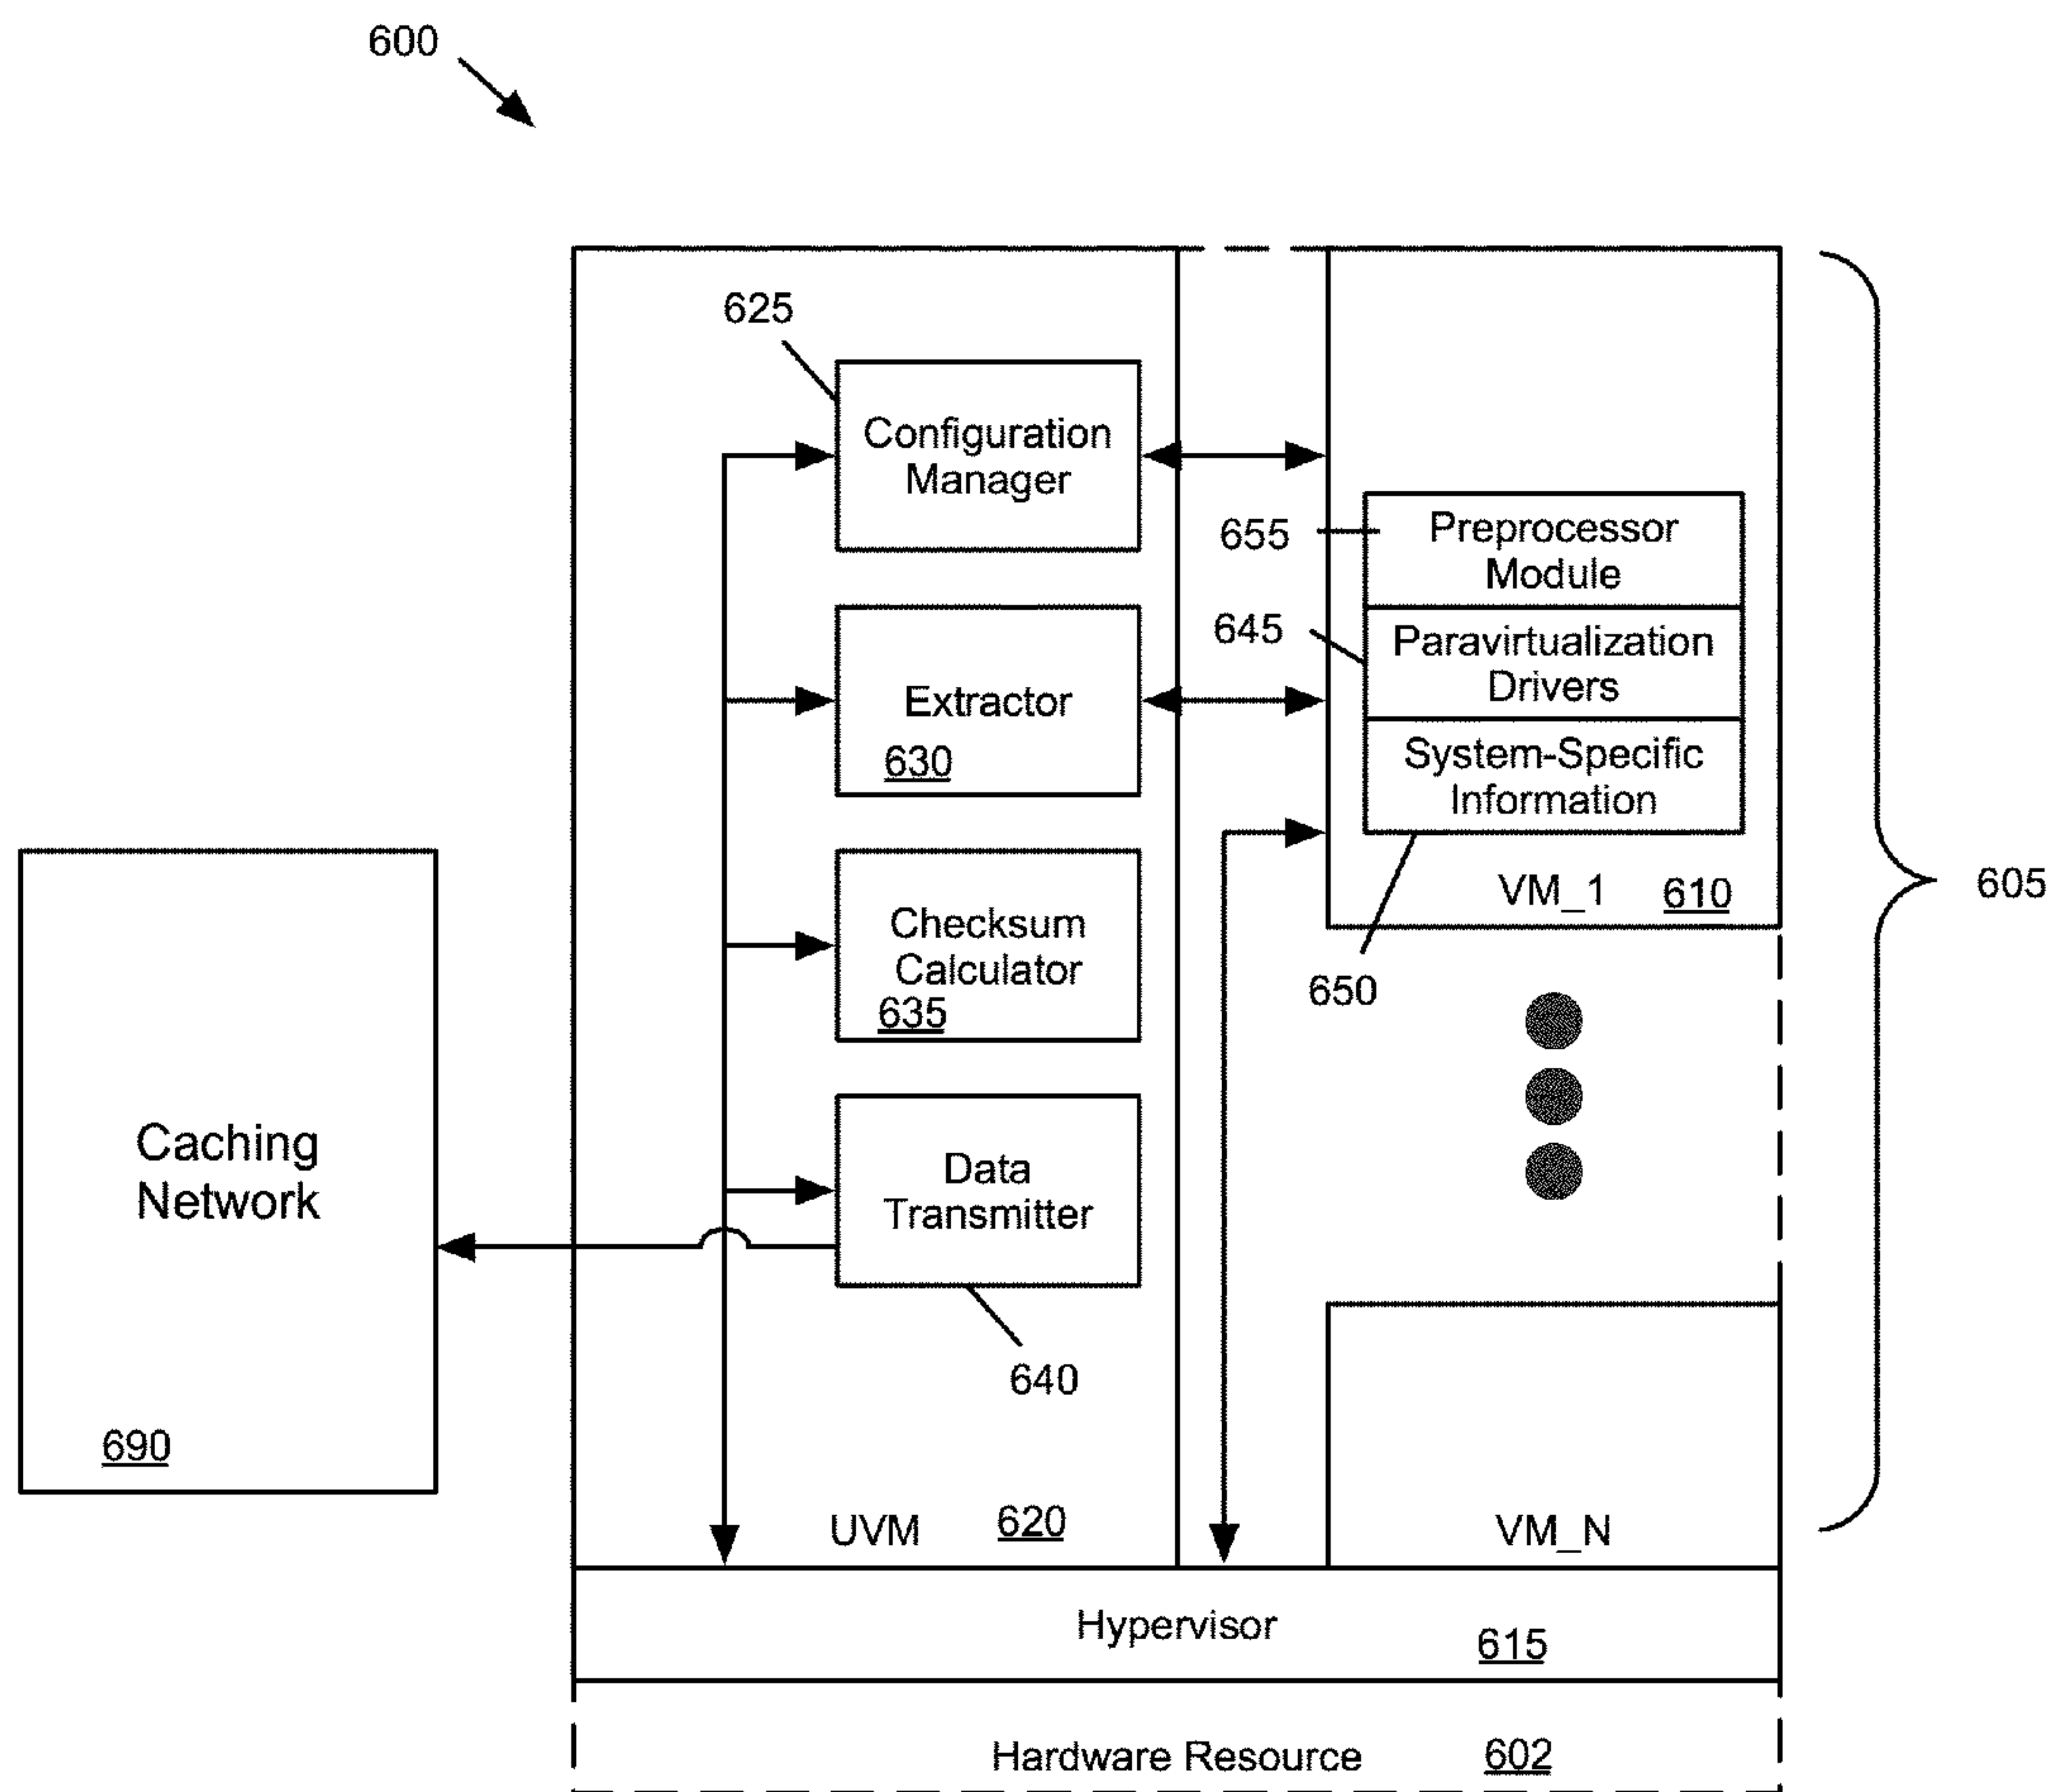 600
625
Configuration
Manager
655
Preprocessor
Module
645
Paravirtualization
Drivers
Extractor
630
System-Specific
Information
VM_1 610
605
Checksum
Calculator
635
650
Caching
Network
690
Data
Transmitter
640
UVM 620
VM_N
Hypervisor 615
Hardware Resource 602